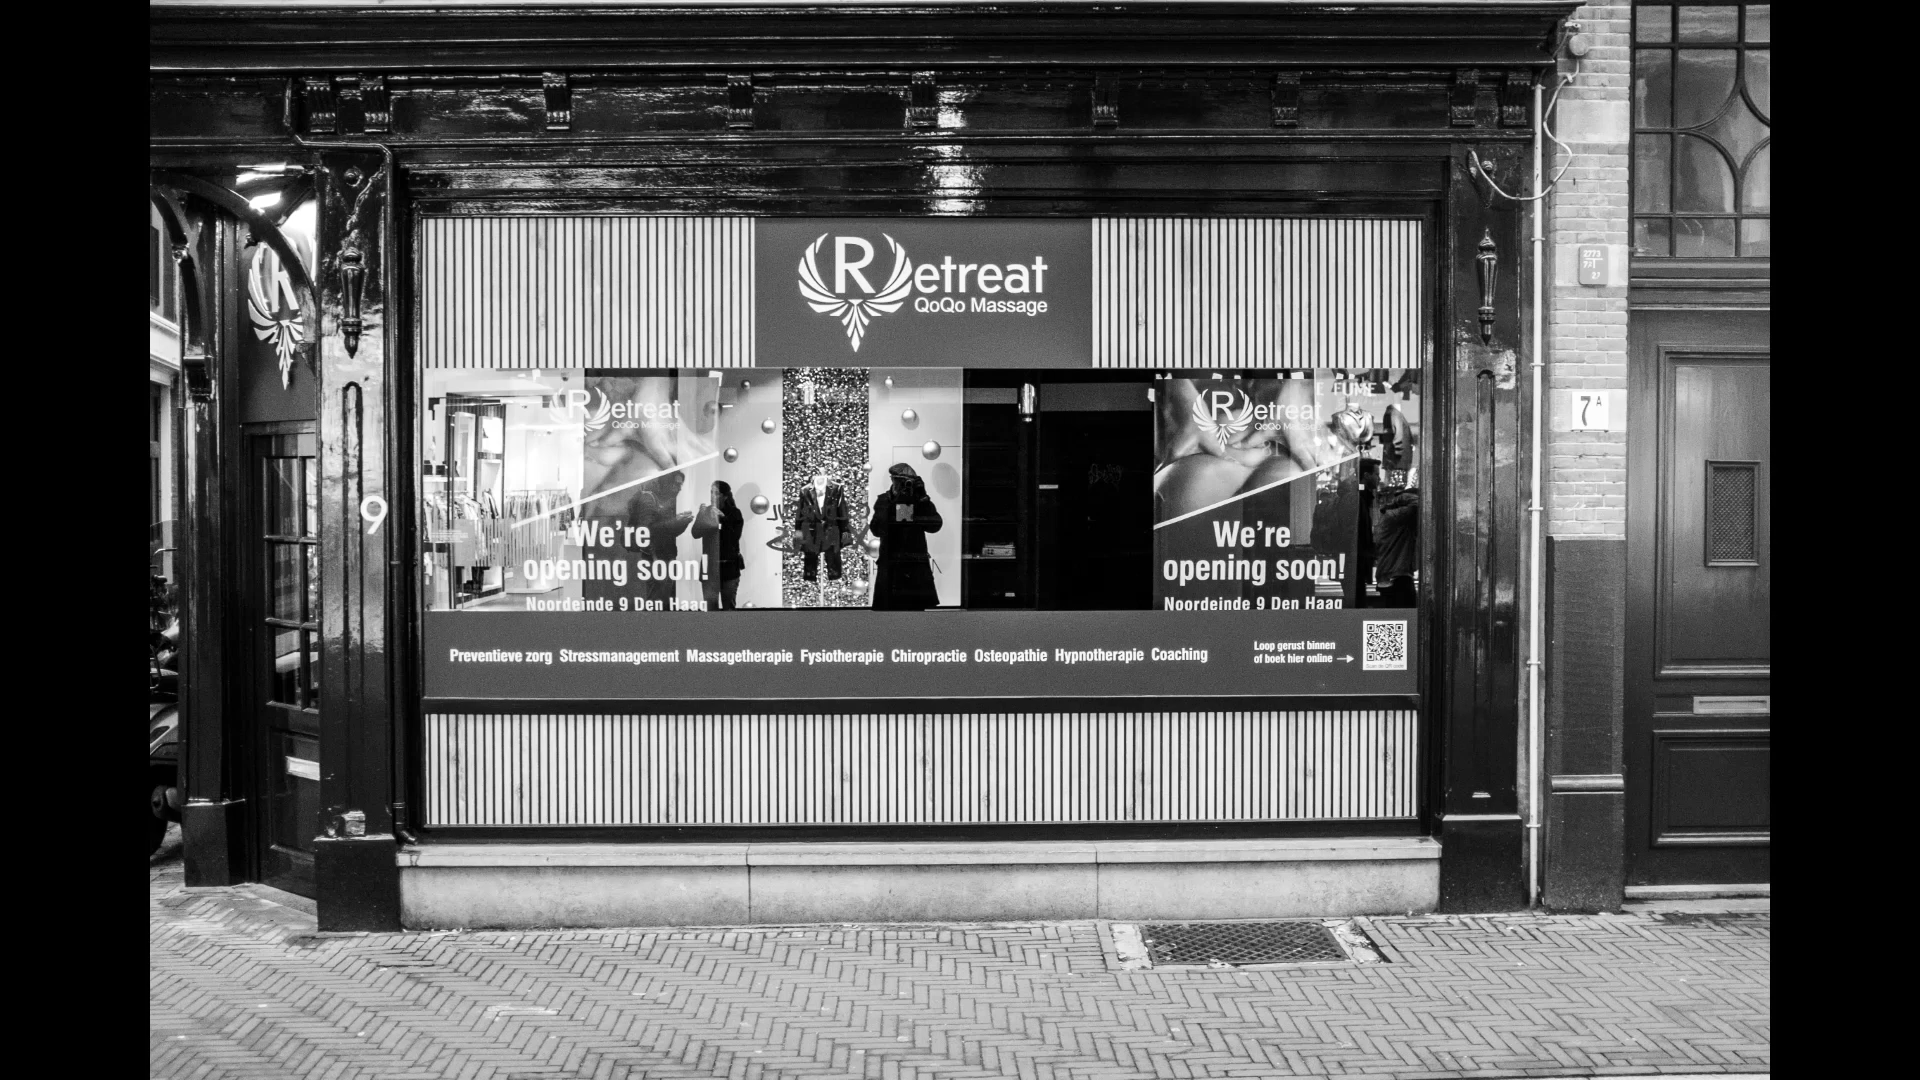 Retreat
QoQo Massage
R
Retreat
QoQo Massage
We're
opening soon!
Noordeinde 9 Den Haag
Retreat
QoQo Massage
We're
opening soon!
Noordeinde 9 Den Haag
9
7A
Preventieve zorg Stressmanagement Massagetherapie Fysiotherapie Chiropractie Osteopathie Hypnotherapie Coaching
Loop gerust binnen
of boek hier online